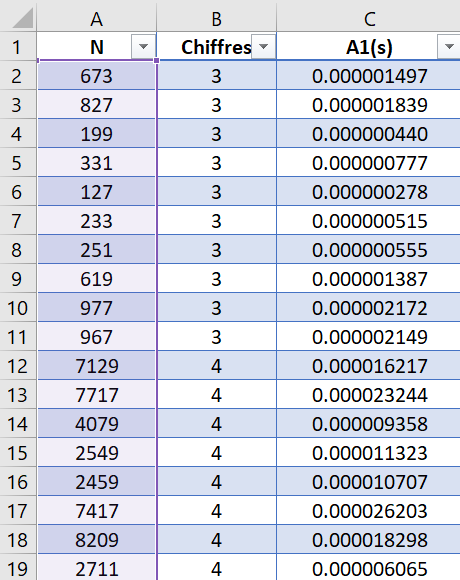 A B C
1 N Chiffres A1(s)
2 673 3 0.000001497
3 827 3 0.000001839
4 199 3 0.000000440
5 331 3 0.000000777
6 127 3 0.000000278
7 233 3 0.000000515
8 251 3 0.000000555
9 619 3 0.000001387
10 977 3 0.000002172
11 967 3 0.000002149
12 7129 4 0.000016217
13 7717 4 0.000023244
14 4079 4 0.000009358
15 2549 4 0.000011323
16 2459 4 0.000010707
17 7417 4 0.000026203
18 8209 4 0.000018298
19 2711 4 0.000006065